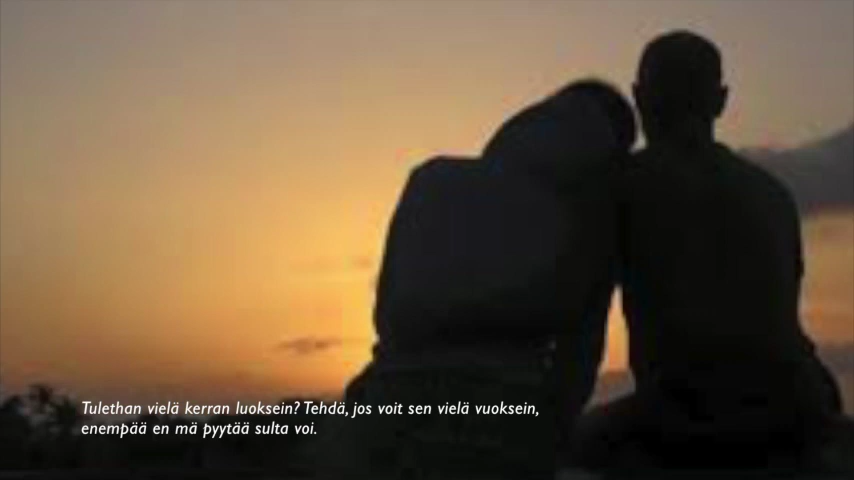 Tulethan vielä kerran luoksein? Tehdä, jos voit sen vielä vuoksein,
enempää en mä pyytää sulta voi.